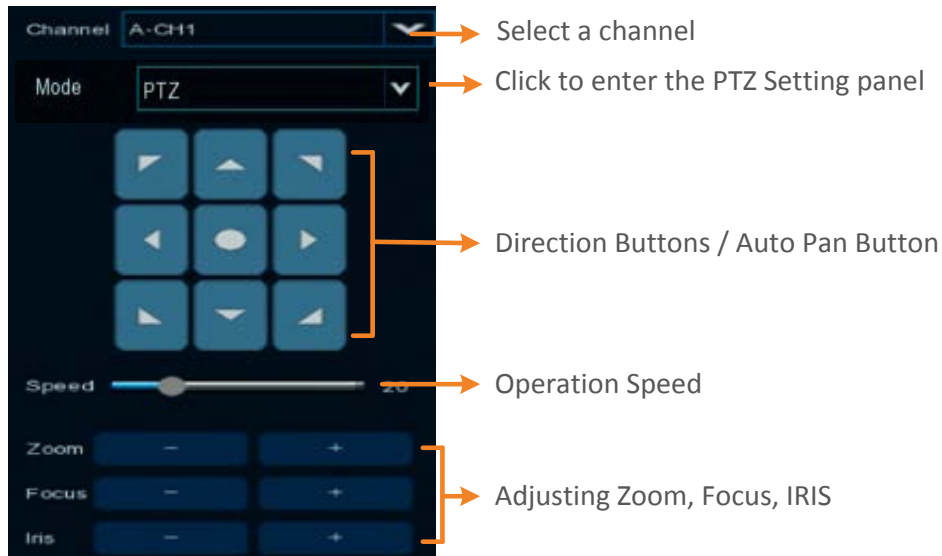 Channel A-CH1 Select a channel
Mode PTZ Click to enter the PTZ Setting panel
Direction Buttons / Auto Pan Button
Speed 20 Operation Speed
Zoom - +
Focus - + Adjusting Zoom, Focus, IRIS
Iris - +